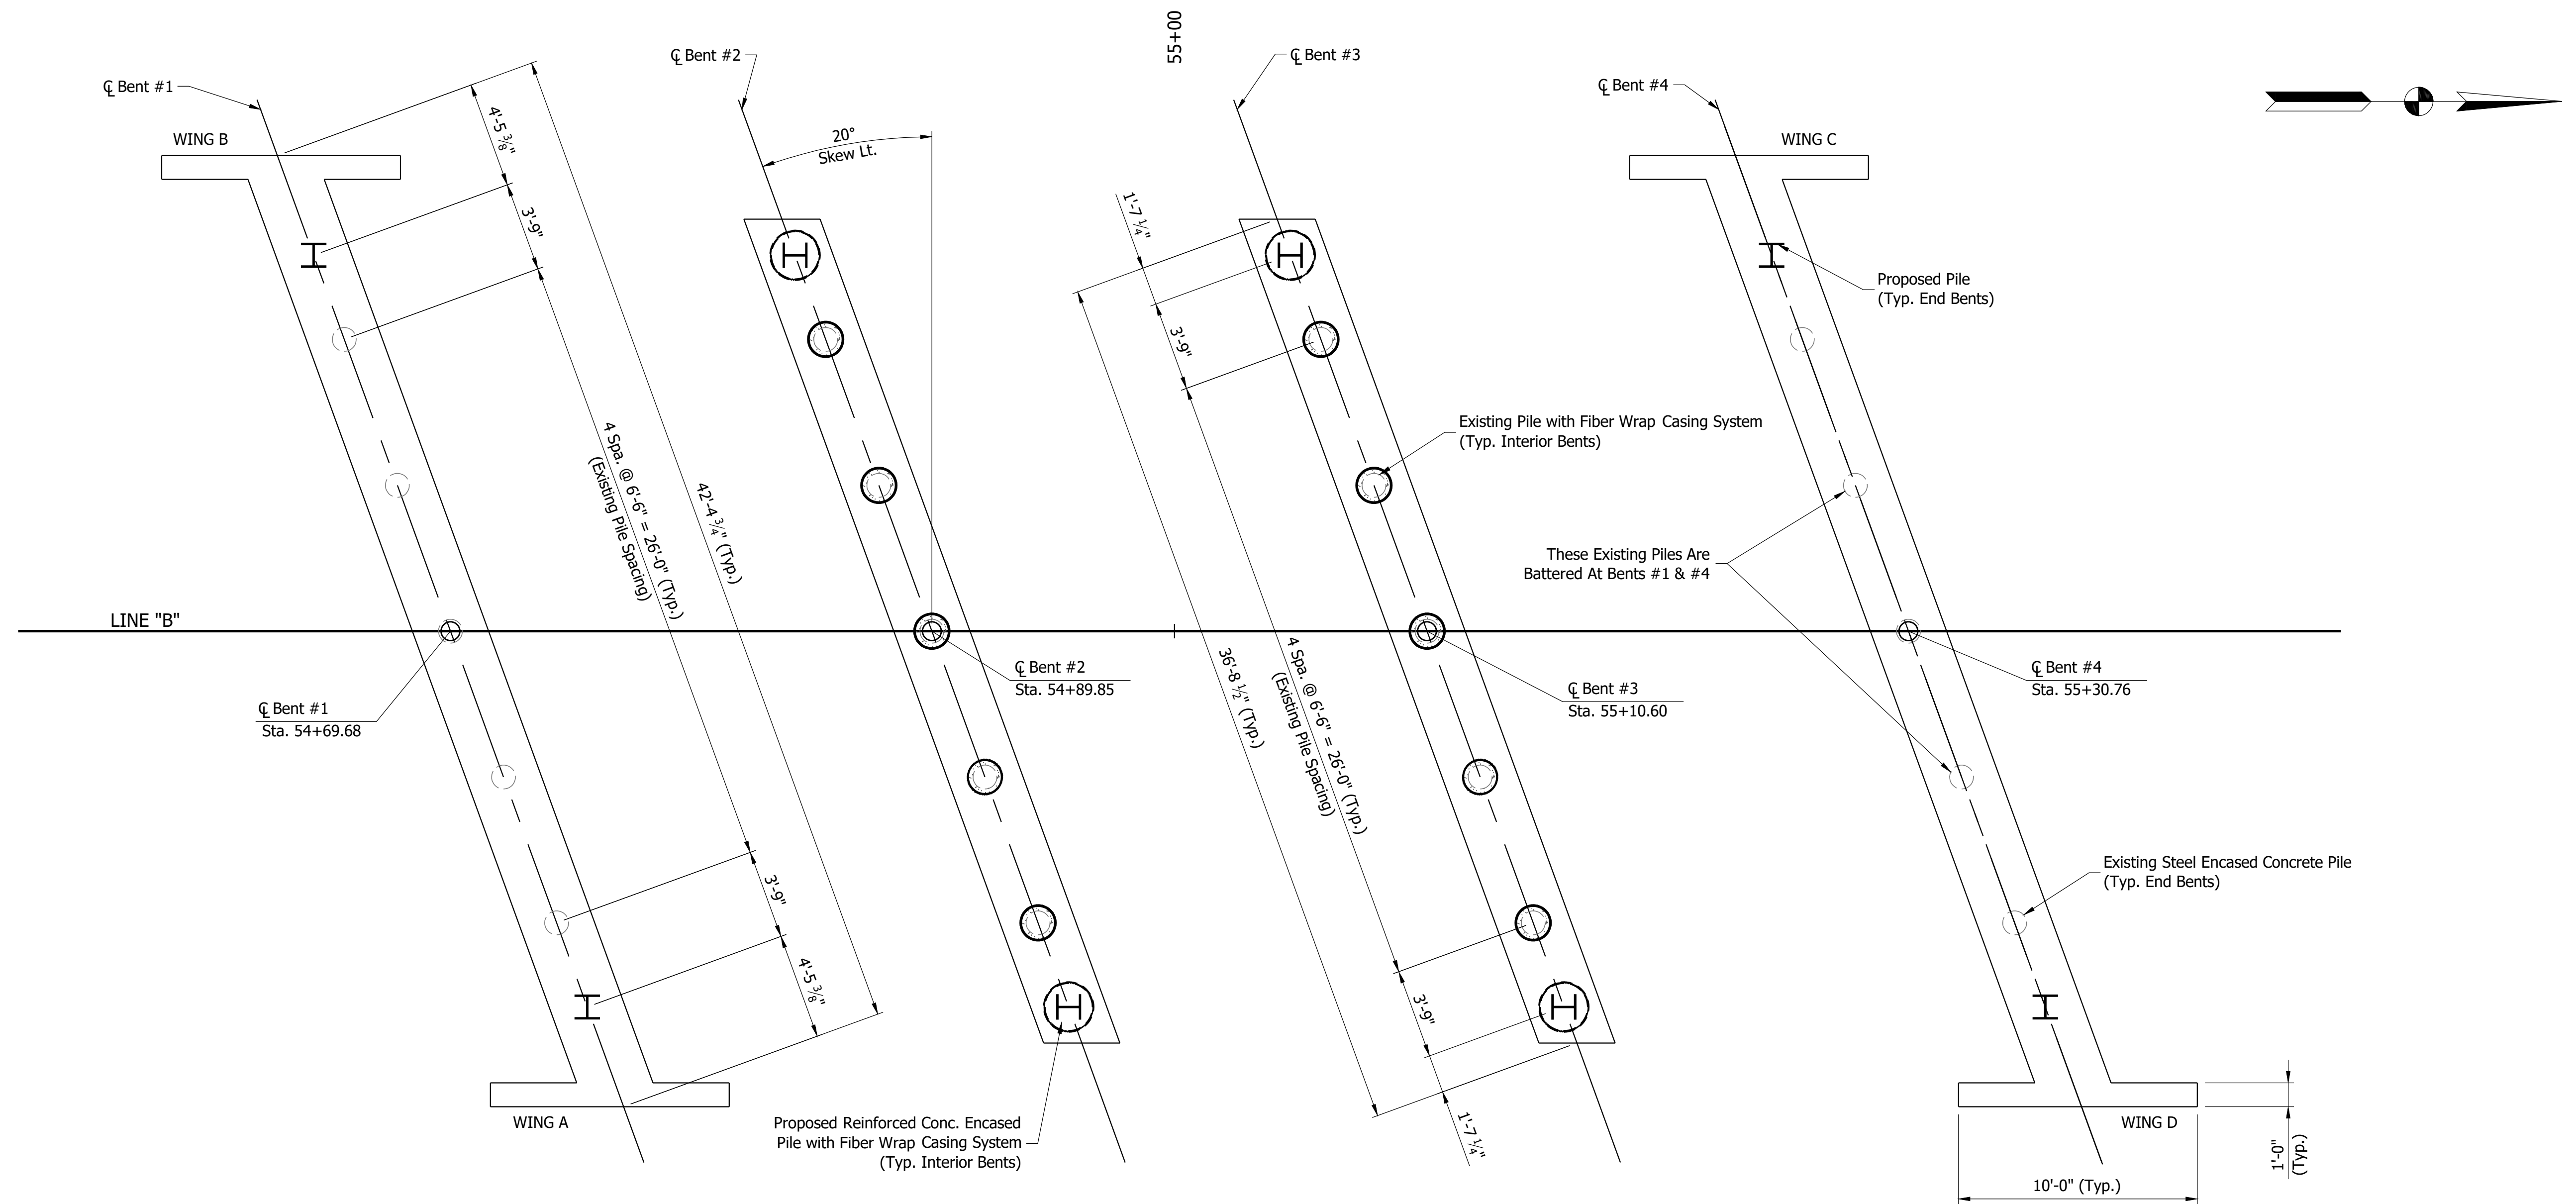 55+00
℄ Bent #1
℄ Bent #2
℄ Bent #3
℄ Bent #4
WING B
WING C
20°
Skew Lt.
4'-5 3/8"
3'-9"
4 Spa. @ 6'-6" = 26'-0" (Typ.)
(Existing Pile Spacing)
42'-4 3/4" (Typ.)
3'-9"
4'-5 3/8"
1'-7 1/4"
3'-9"
4 Spa. @ 6'-6" = 26'-0" (Typ.)
(Existing Pile Spacing)
36'-8 1/2" (Typ.)
3'-9"
1'-7 1/4"
Proposed Pile
(Typ. End Bents)
Existing Pile with Fiber Wrap Casing System
(Typ. Interior Bents)
These Existing Piles Are
Battered At Bents #1 & #4
LINE "B"
℄ Bent #1
Sta. 54+69.68
℄ Bent #2
Sta. 54+89.85
℄ Bent #3
Sta. 55+10.60
℄ Bent #4
Sta. 55+30.76
Existing Steel Encased Concrete Pile
(Typ. End Bents)
WING A
Proposed Reinforced Conc. Encased
Pile with Fiber Wrap Casing System
(Typ. Interior Bents)
WING D
1'-0"
(Typ.)
10'-0" (Typ.)